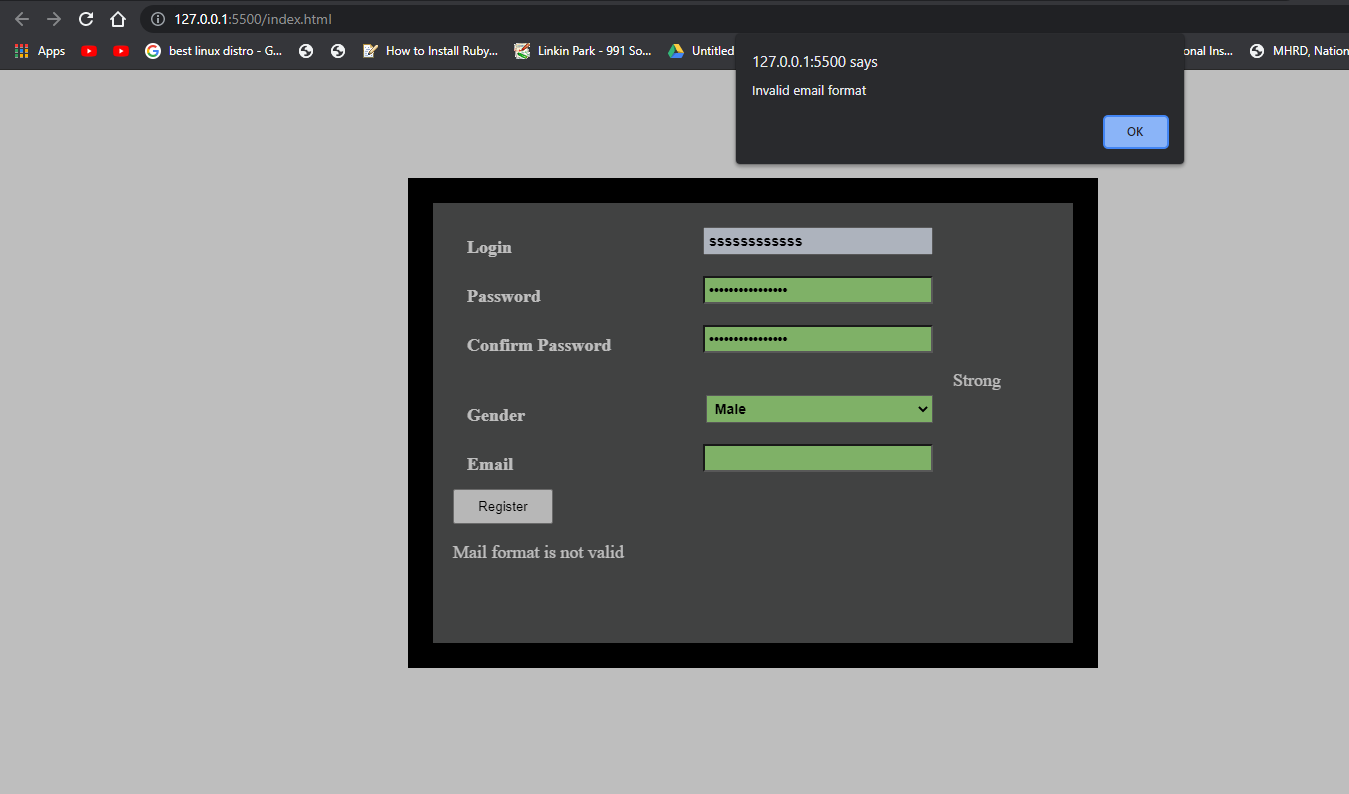 127.0.0.1:5500/index.html
Apps best linux distro - G... How to Install Ruby... Linkin Park - 991 So... Untitled onal Ins... MHRD, Nation
127.0.0.1:5500 says
Invalid email format
OK
Login ssssssssssss
Password ••••••••••••••••
Confirm Password ••••••••••••••••
Strong
Gender Male
Email
Register
Mail format is not valid